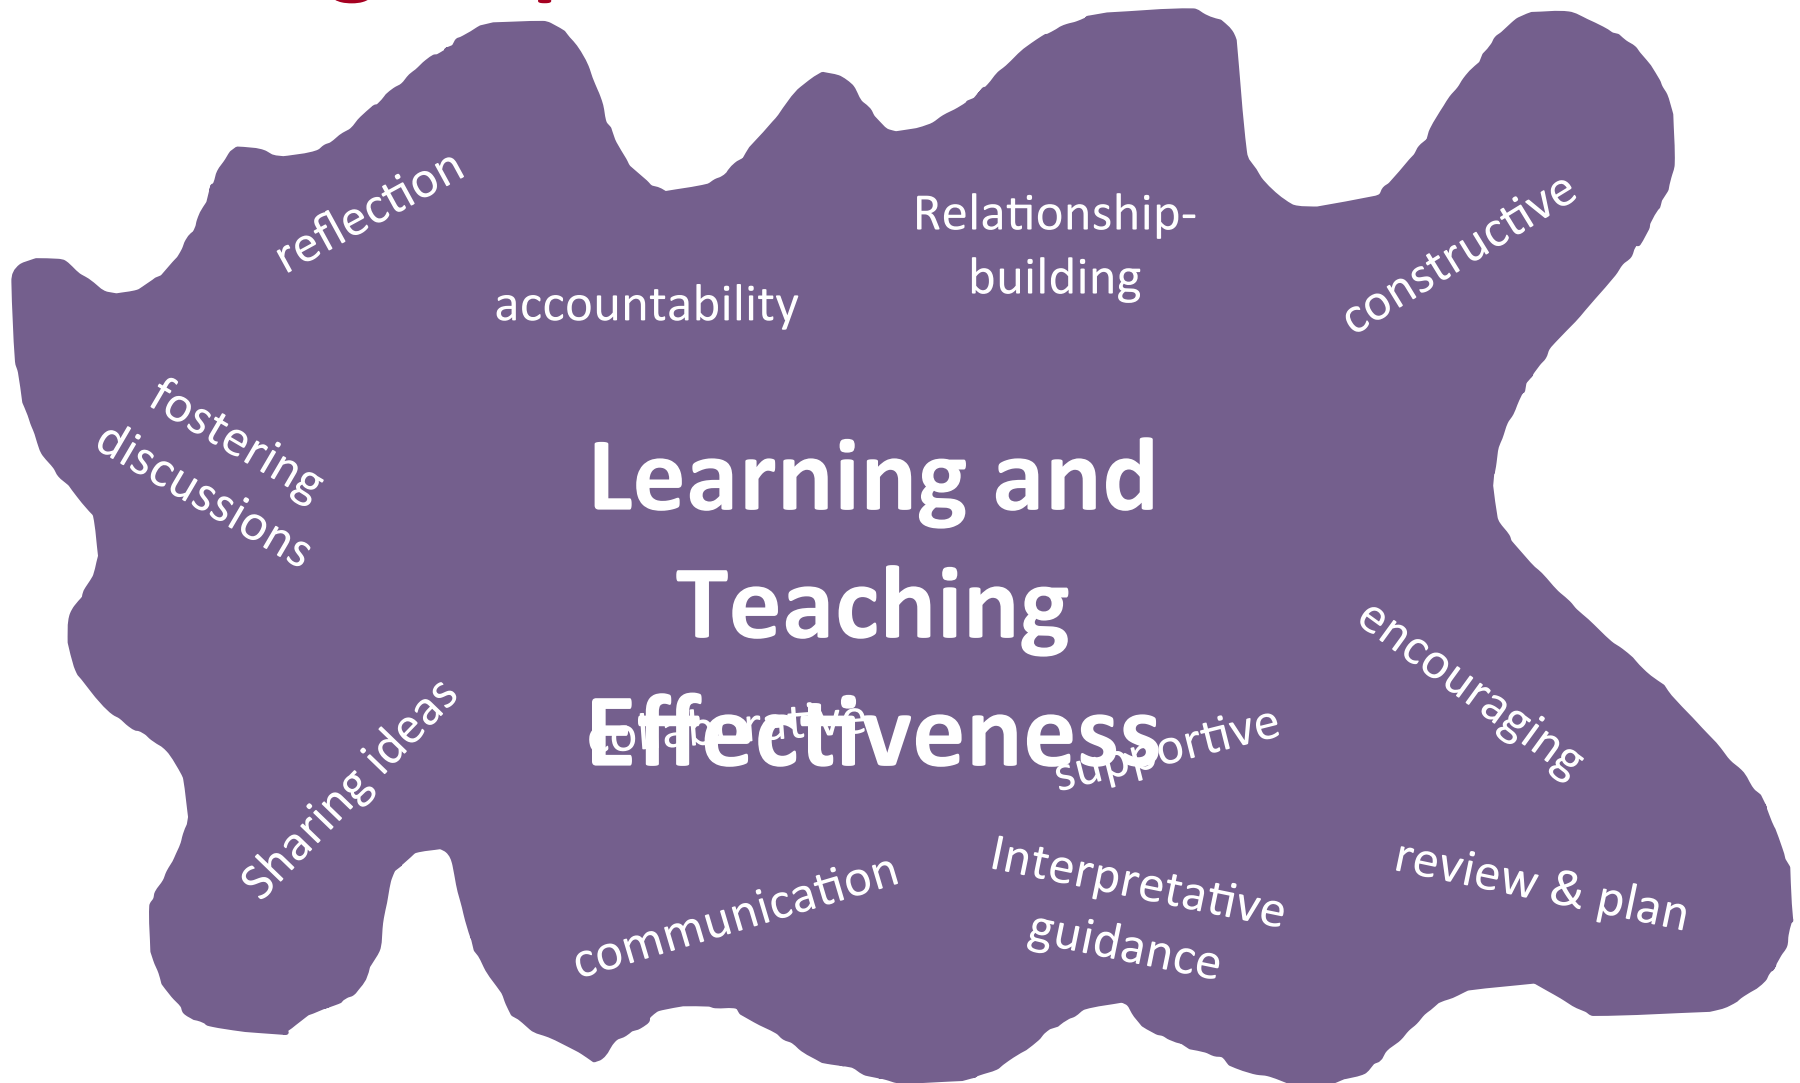 reflection
Relationship-
building
constructive
accountability
fostering
discussions
Learning and
Teaching
Effectiveness
encouraging
Sharing ideas
collaborative
supportive
communication
Interpretative
guidance
review & plan